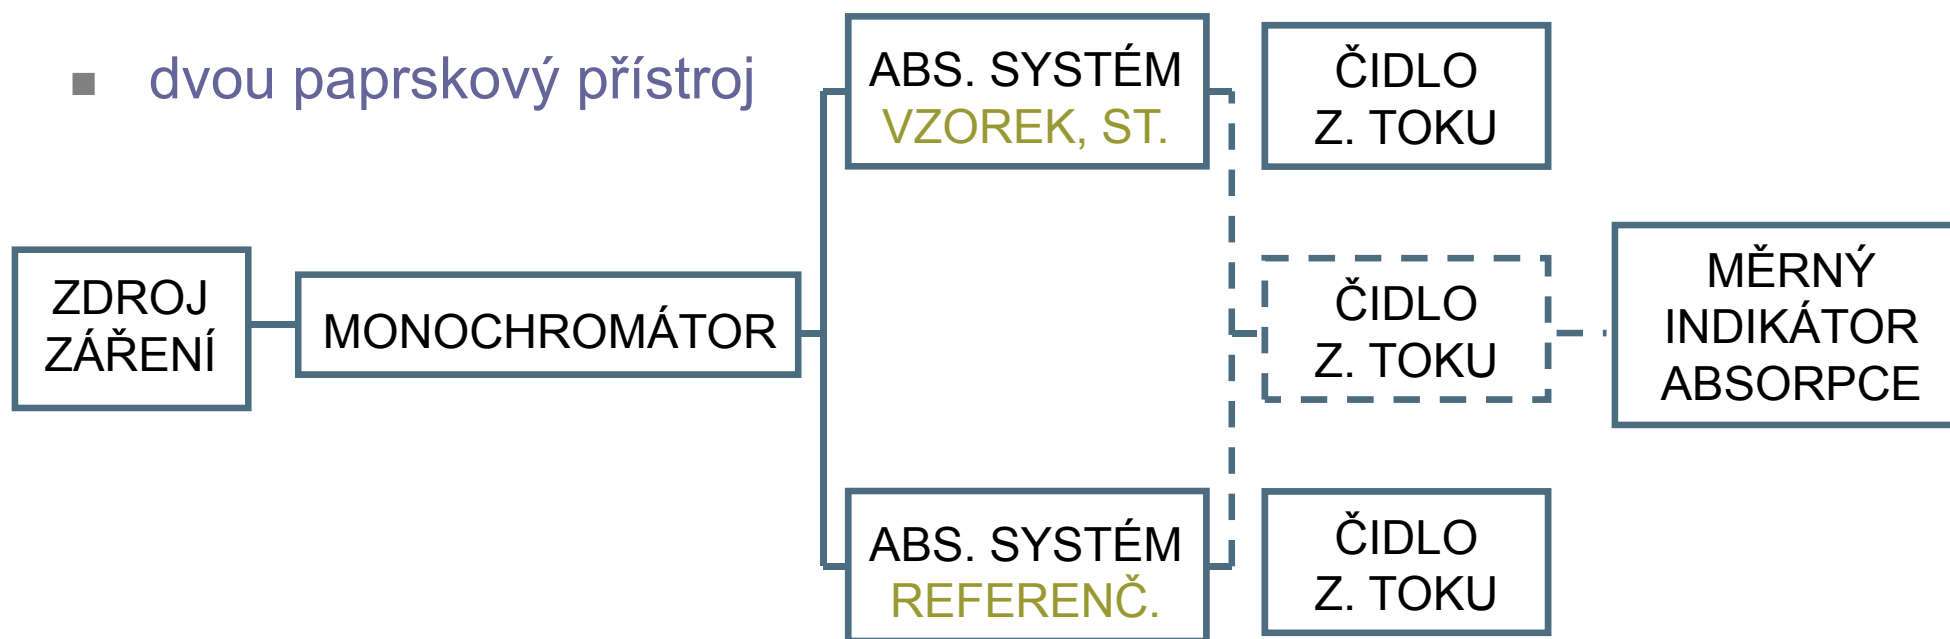 dvou paprskový přístroj
ABS. SYSTÉM
VZOREK, ST.
ČIDLO
Z. TOKU
ZDROJ
ZÁŘENÍ
MONOCHROMÁTOR
ČIDLO
Z. TOKU
MĚRNÝ
INDIKÁTOR
ABSORPCE
ABS. SYSTÉM
REFERENČ.
ČIDLO
Z. TOKU